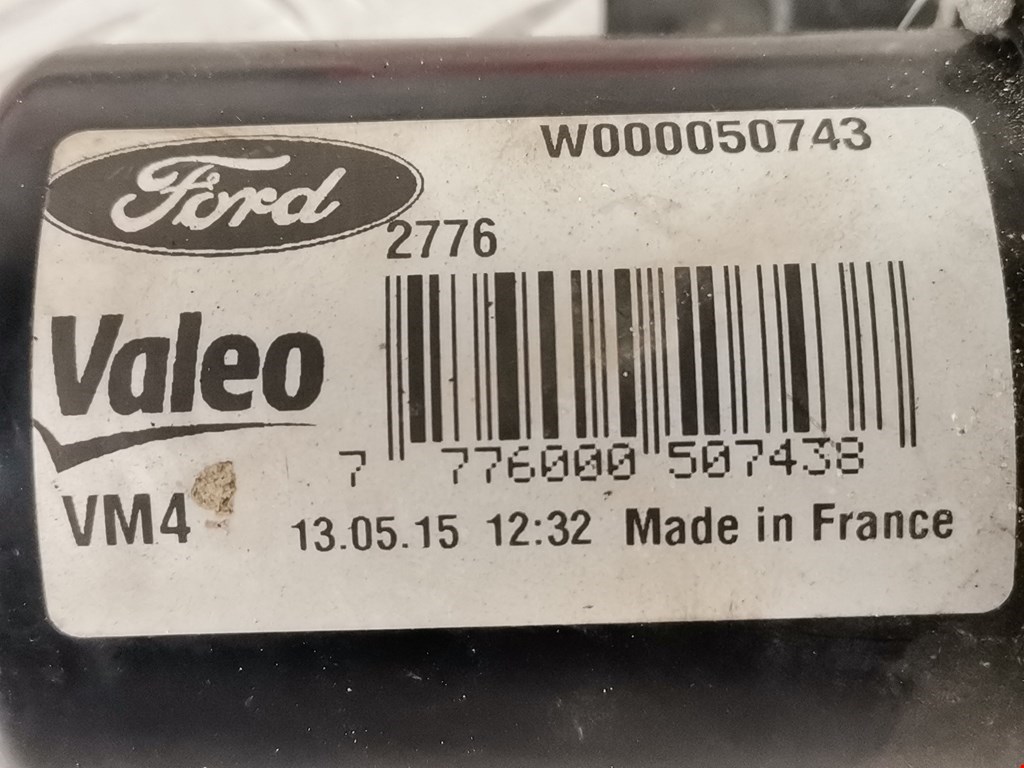 W000050743
Ford
2776
Valeo
7 776000 507438
VM4
13.05.15 12:32 Made in France